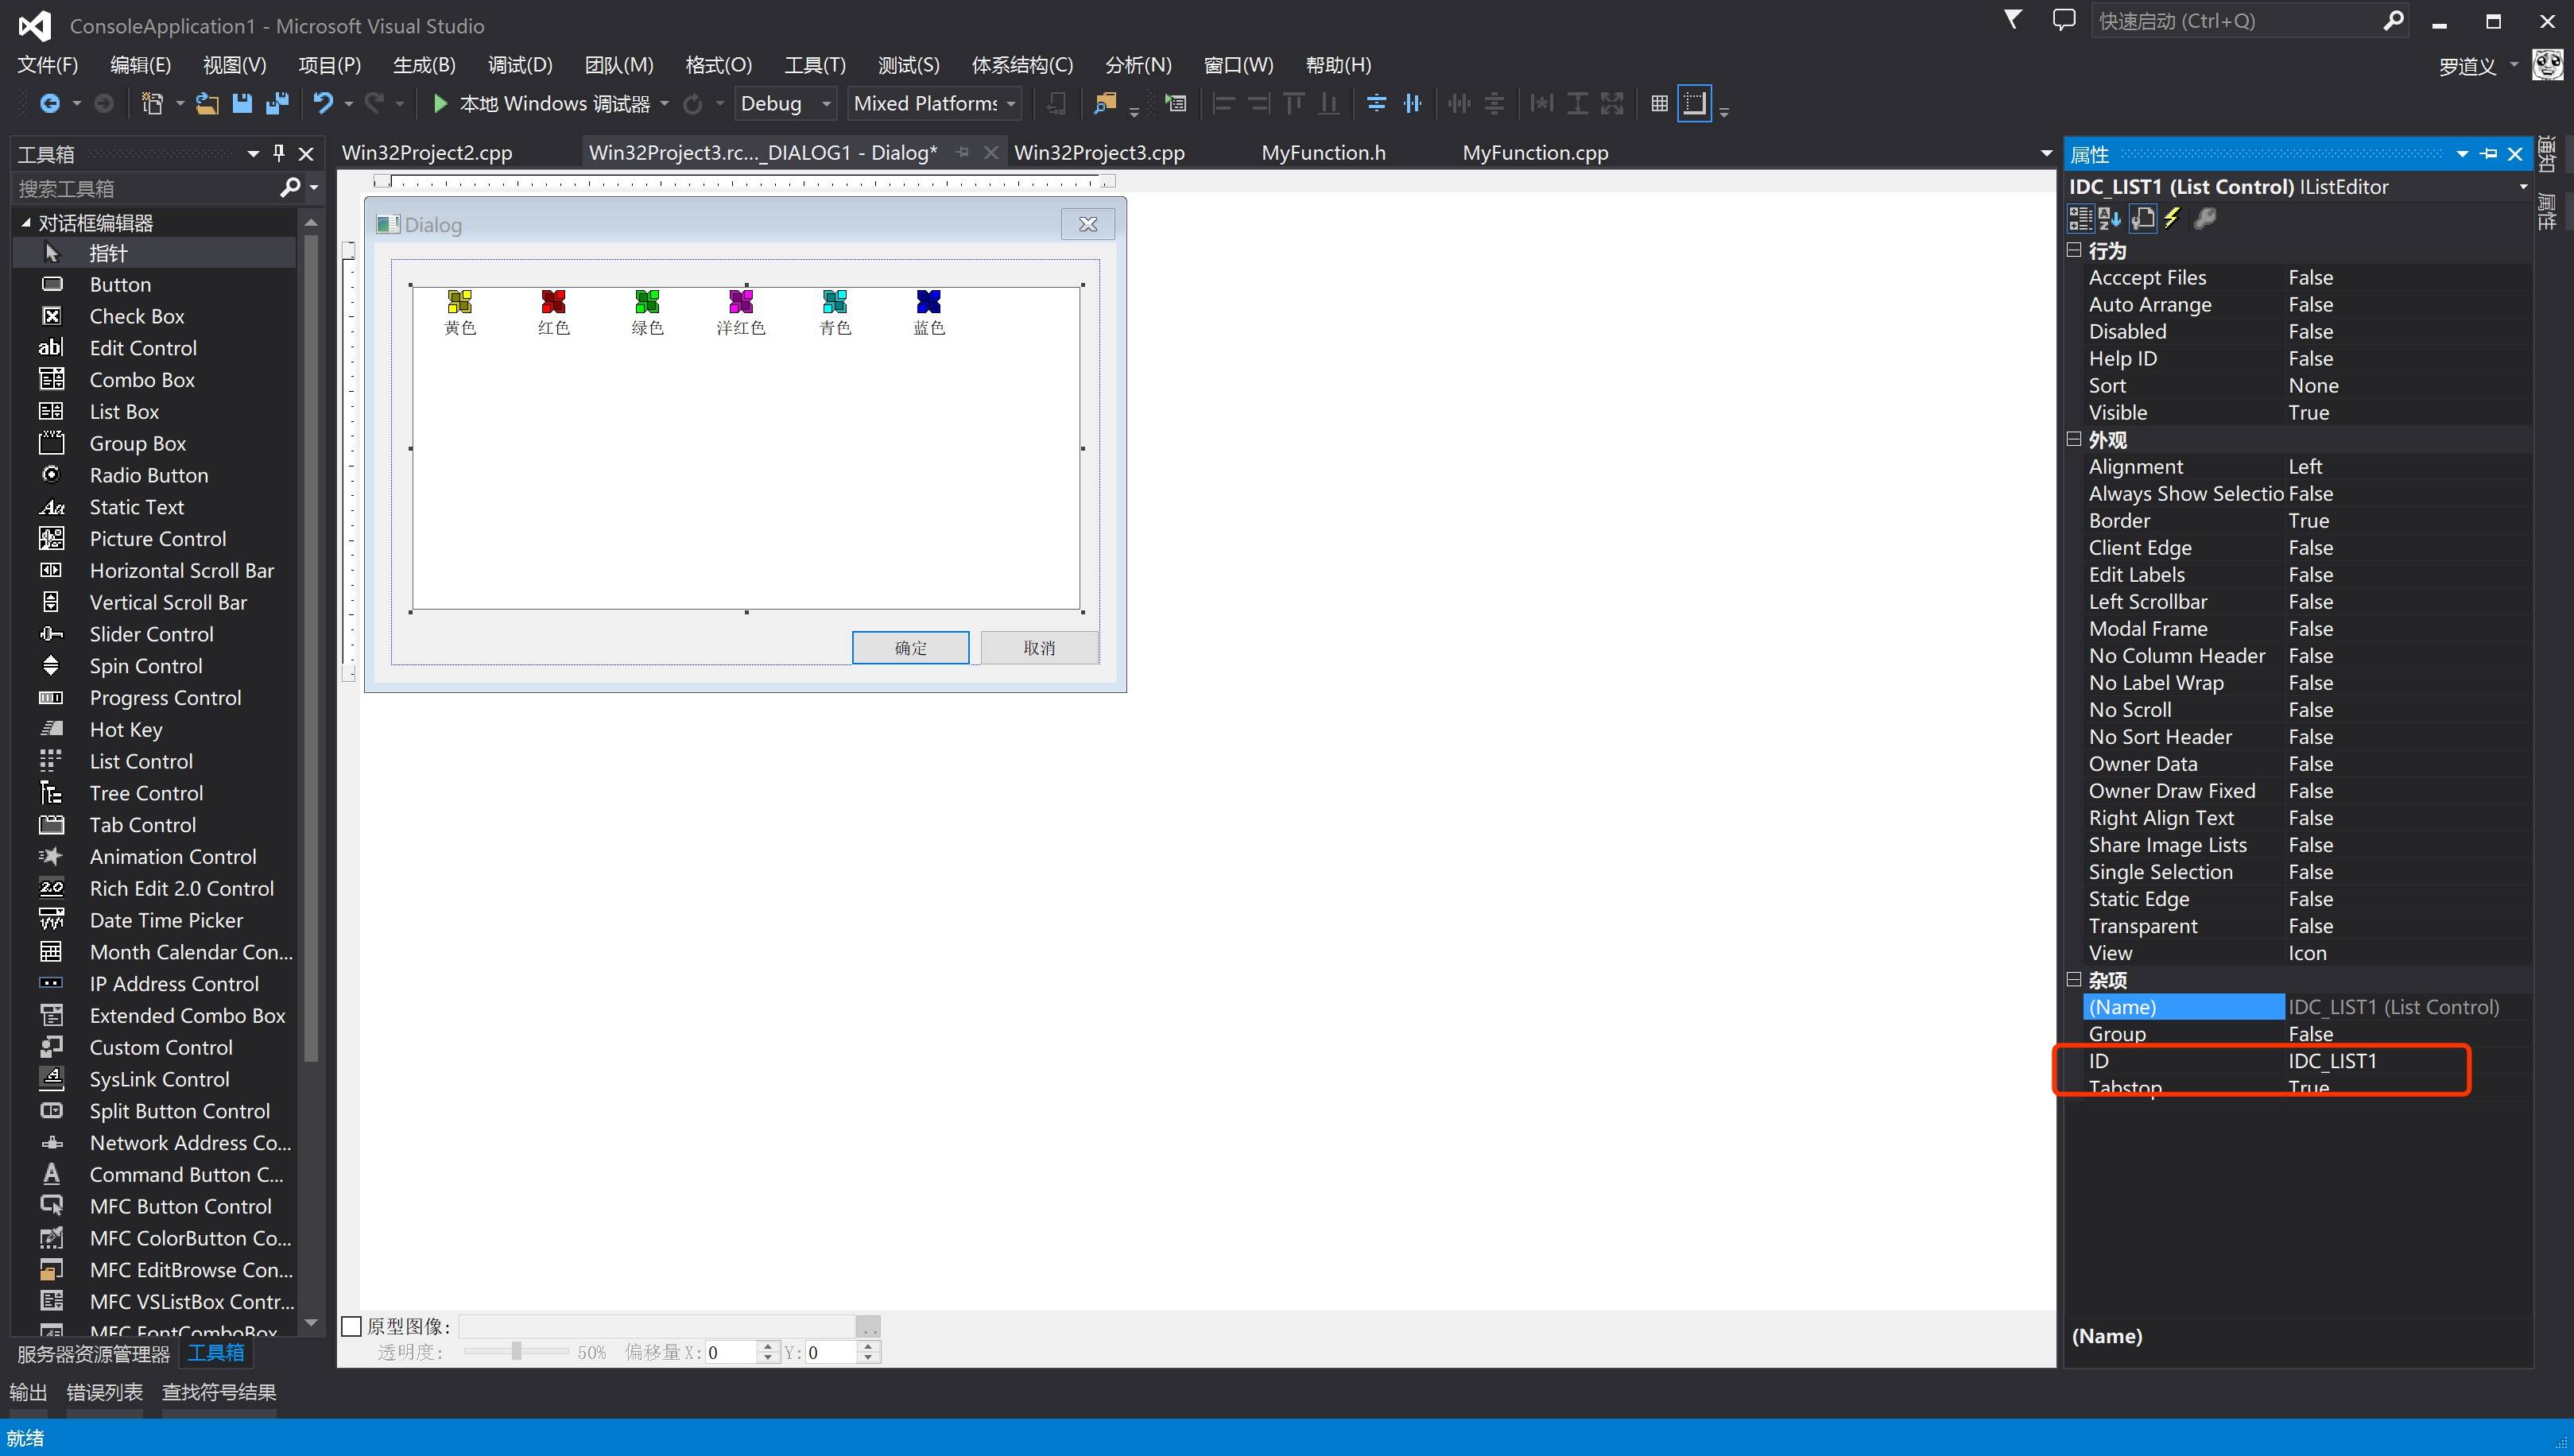 ConsoleApplication1 - Microsoft Visual Studio
快速启动 (Ctrl+Q)
文件(F) 编辑(E) 视图(V) 项目(P) 生成(B) 调试(D) 团队(M) 格式(O) 工具(T) 测试(S) 体系结构(C) 分析(N) 窗口(W) 帮助(H)
罗道义
本地 Windows 调试器 Debug Mixed Platforms
工具箱
搜索工具箱
对话框编辑器
指针
Button
Check Box
Edit Control
Combo Box
List Box
Group Box
Radio Button
Static Text
Picture Control
Horizontal Scroll Bar
Vertical Scroll Bar
Slider Control
Spin Control
Progress Control
Hot Key
List Control
Tree Control
Tab Control
Animation Control
Rich Edit 2.0 Control
Date Time Picker
Month Calendar Con...
IP Address Control
Extended Combo Box
Custom Control
SysLink Control
Split Button Control
Network Address Co...
Command Button C...
MFC Button Control
MFC ColorButton Co...
MFC EditBrowse Con...
MFC VSListBox Contr...
MFC FontComboBox
服务器资源管理器 工具箱
Win32Project2.cpp Win32Project3.rc..._DIALOG1 - Dialog* Win32Project3.cpp MyFunction.h MyFunction.cpp
Dialog
黄色 红色 绿色 洋红色 青色 蓝色
确定 取消
原型图像: ..
透明度: 50% 偏移量 X: 0 Y: 0
属性
IDC_LIST1 (List Control) IListEditor
行为
Acccept Files False
Auto Arrange False
Disabled False
Help ID False
Sort None
Visible True
外观
Alignment Left
Always Show Selectio False
Border True
Client Edge False
Edit Labels False
Left Scrollbar False
Modal Frame False
No Column Header False
No Label Wrap False
No Scroll False
No Sort Header False
Owner Data False
Owner Draw Fixed False
Right Align Text False
Share Image Lists False
Single Selection False
Static Edge False
Transparent False
View Icon
杂项
(Name) IDC_LIST1 (List Control)
Group False
ID IDC_LIST1
Tabstop True
(Name)
通知
属性
输出 错误列表 查找符号结果
就绪